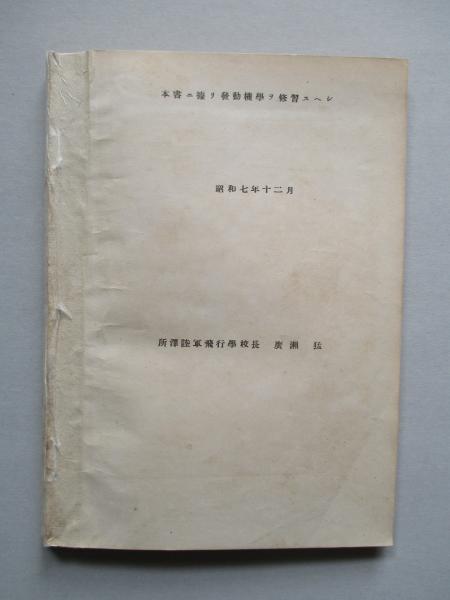 本書ニ據リ發動機學ヲ修習スヘシ
昭和七年十二月
所澤陸軍飛行學校長 廣瀬 猛